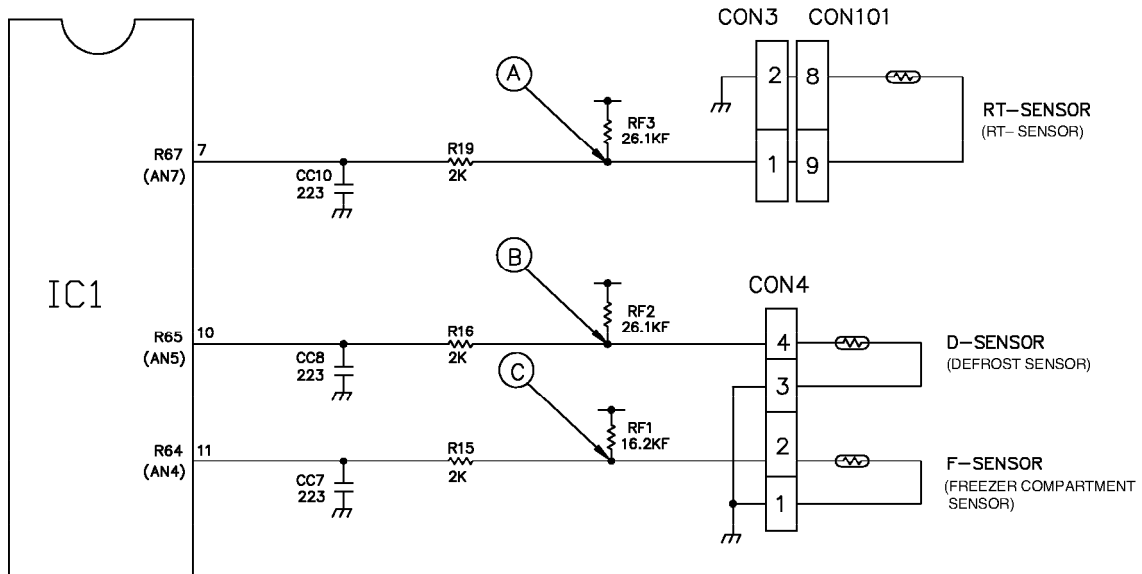 CON3 CON101
A
2 8
RF3
26.1KF
RT-SENSOR
(RT- SENSOR)
R67 7
(AN7)
R19
2K
1 9
CC10
223
B
CON4
IC1
RF2
26.1KF
R65 10
(AN5)
R16
2K
4
D-SENSOR
(DEFROST SENSOR)
CC8
223
C
3
RF1
16.2KF
R64 11
(AN4)
R15
2K
2
F-SENSOR
(FREEZER COMPARTMENT
SENSOR)
CC7
223
1